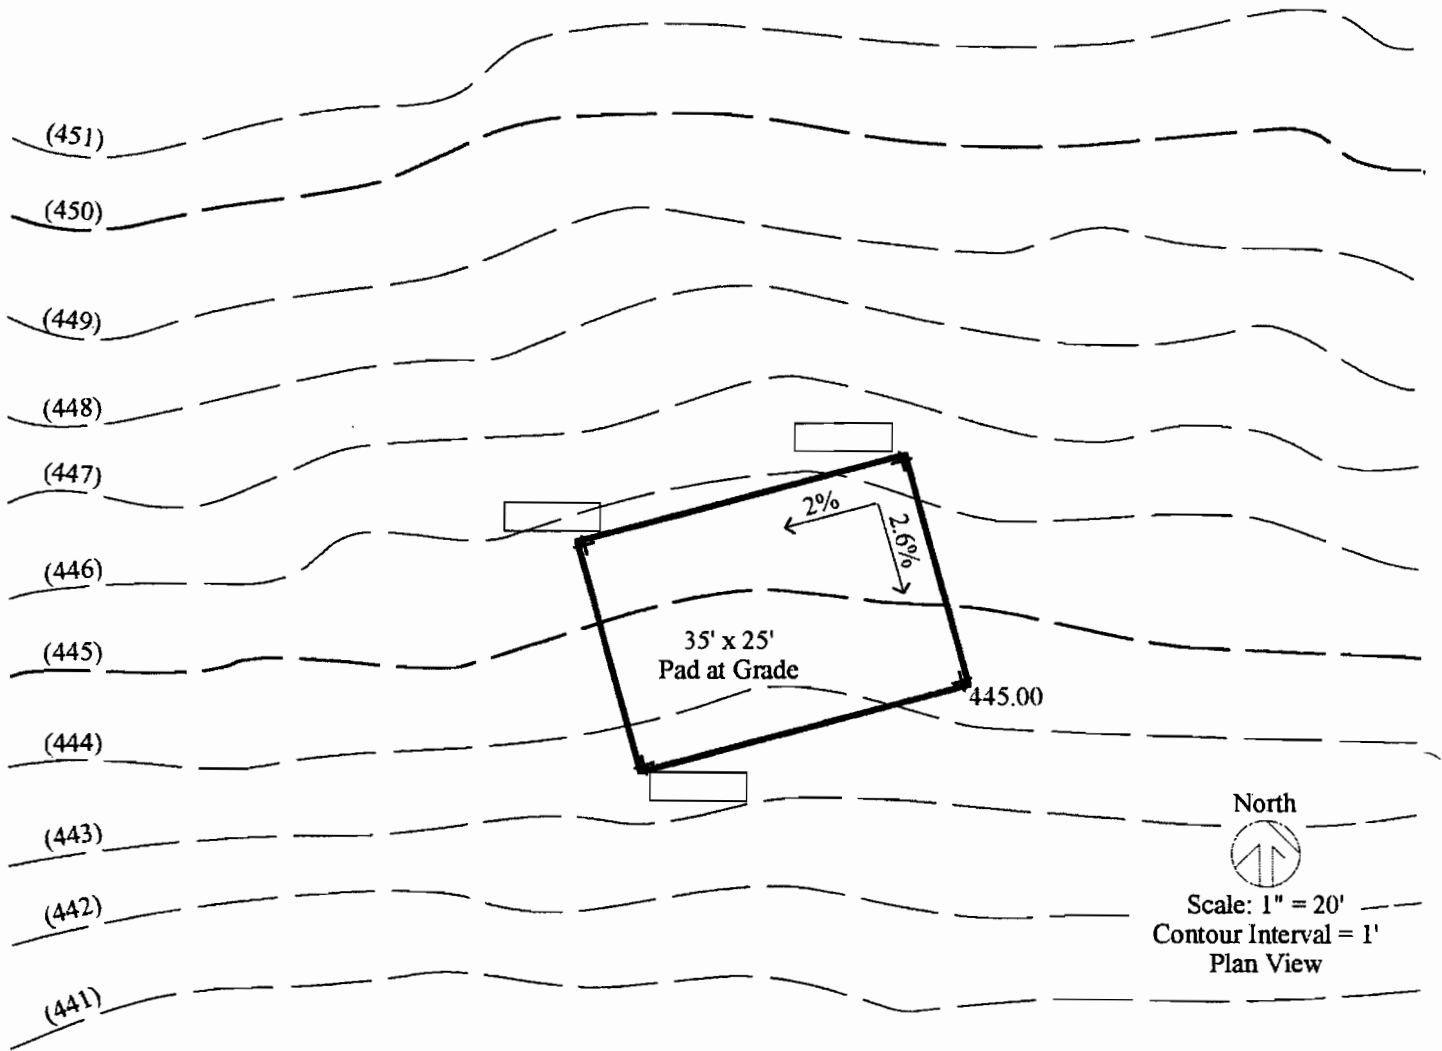 (451)
(450)
(449)
(448)
(447)
(446)
(445)
(444)
(443)
(442)
(441)
2%
2.6%
35' x 25'
Pad at Grade
445.00
North
Scale: 1" = 20'
Contour Interval = 1'
Plan View